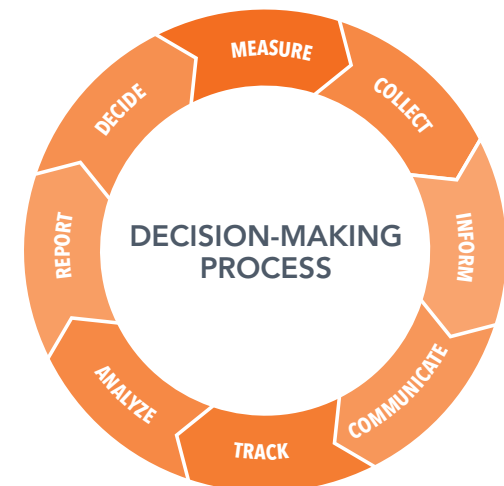 MEASURE
COLLECT
INFORM
COMMUNICATE
TRACK
ANALYZE
REPORT
DECIDE
DECISION-MAKING
PROCESS